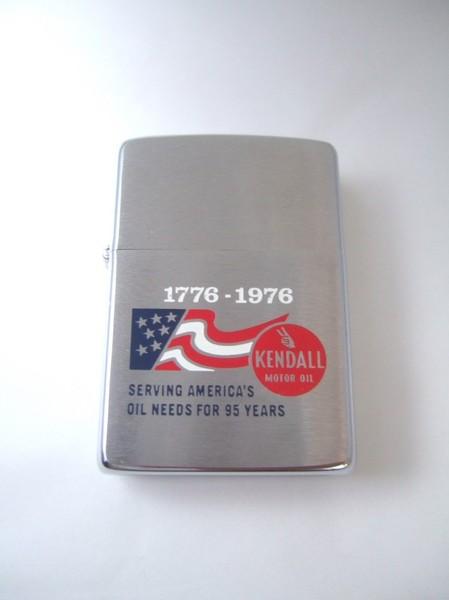 1776 - 1976
KENDALL
MOTOR OIL
SERVING AMERICA'S
OIL NEEDS FOR 95 YEARS